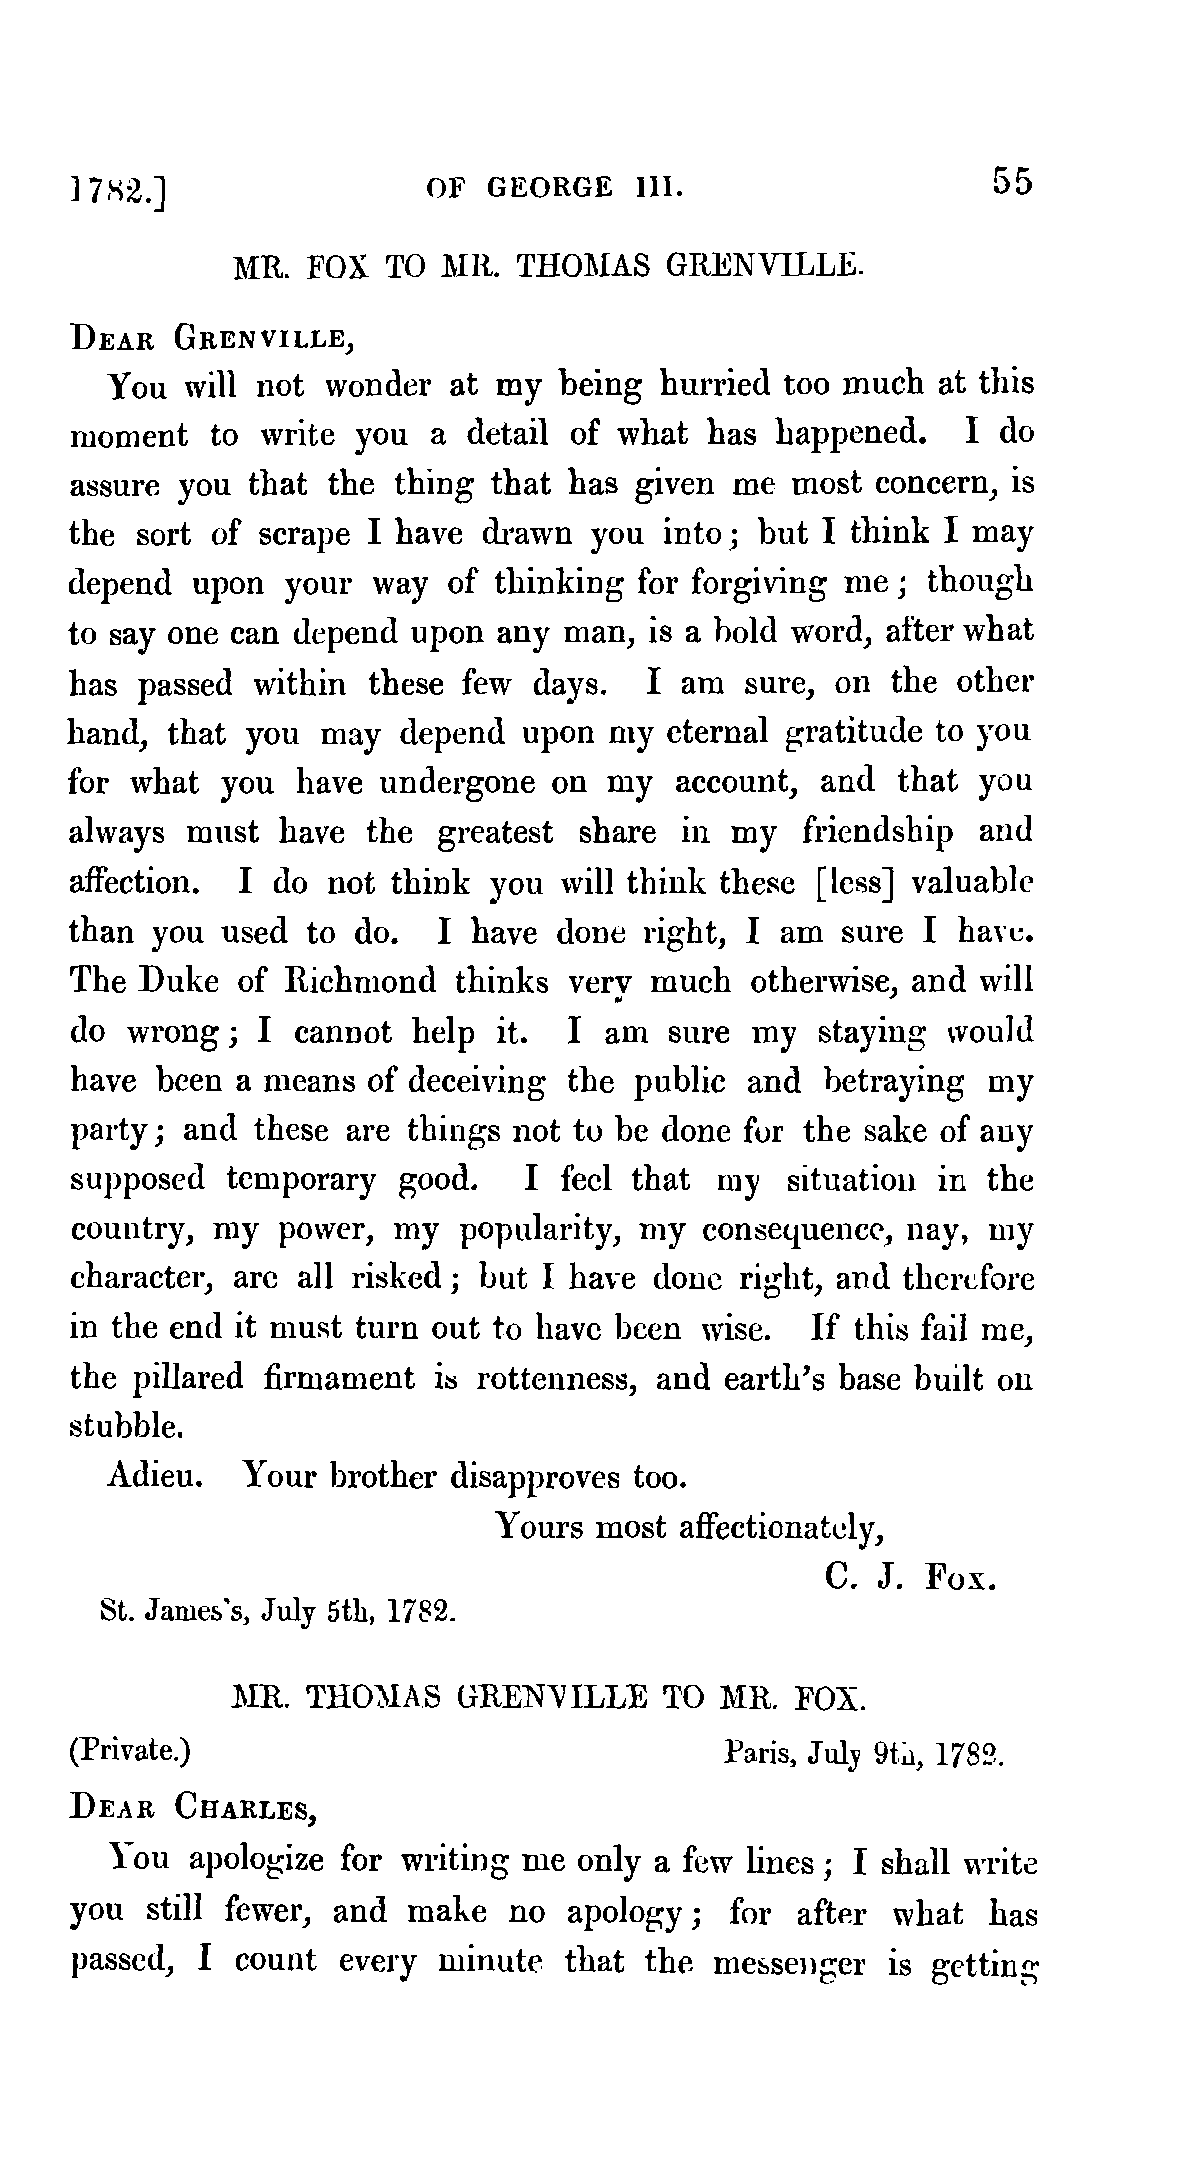 1782.] OF GEORGE III. 55
MR. FOX TO MR. THOMAS GRENVILLE.
DEAR GRENVILLE,
You will not wonder at my being hurried too much at this
moment to write you a detail of what has happened. I do
assure you that the thing that has given me most concern, is
the sort of scrape I have drawn you into; but I think I may
depend upon your way of thinking for forgiving me; though
to say one can depend upon any man, is a bold word, after what
has passed within these few days. I am sure, on the other
hand, that you may depend upon my eternal gratitude to you
for what you have undergone on my account, and that you
always must have the greatest share in my friendship and
affection. I do not think you will think these [less] valuable
than you used to do. I have done right, I am sure I have.
The Duke of Richmond thinks very much otherwise, and will
do wrong; I cannot help it. I am sure my staying would
have been a means of deceiving the public and betraying my
party; and these are things not to be done for the sake of any
supposed temporary good. I feel that my situation in the
country, my power, my popularity, my consequence, nay, my
character, are all risked; but I have done right, and therefore
in the end it must turn out to have been wise. If this fail me,
the pillared firmament is rottenness, and earth's base built on
stubble.
Adieu. Your brother disapproves too.
Yours most affectionately,
C. J. FOX.
St. James's, July 5th, 1782.
MR. THOMAS GRENVILLE TO MR. FOX.
(Private.) Paris, July 9th, 1782.
DEAR CHARLES,
You apologize for writing me only a few lines; I shall write
you still fewer, and make no apology; for after what has
passed, I count every minute that the messenger is getting